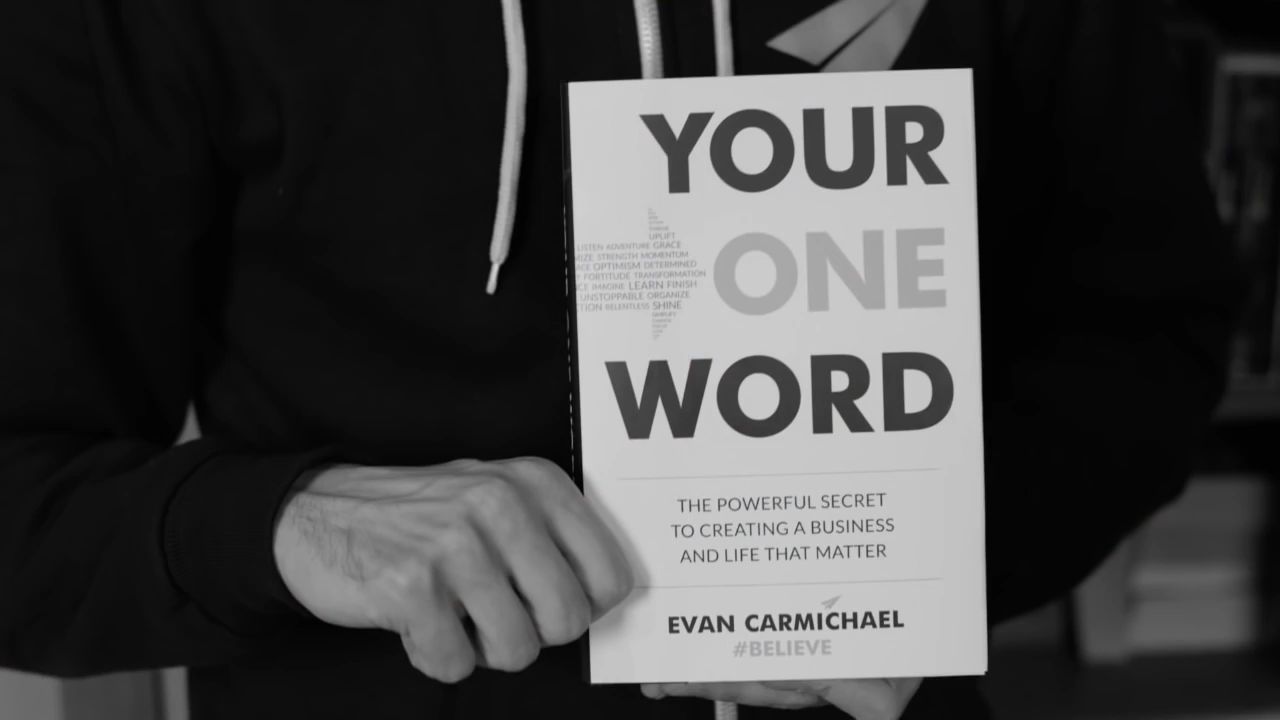 YOUR
ONE
WORD
UPLIFT
LISTEN ADVENTURE GRACE
STRENGTH MOMENTUM
OPTIMISM DETERMINED
FORTITUDE TRANSFORMATION
IMAGINE LEARN FINISH
UNSTOPPABLE ORGANIZE
RELENTLESS SHINE
SIMPLIFY
THE POWERFUL SECRET
TO CREATING A BUSINESS
AND LIFE THAT MATTER
EVAN CARMICHAEL
#BELIEVE